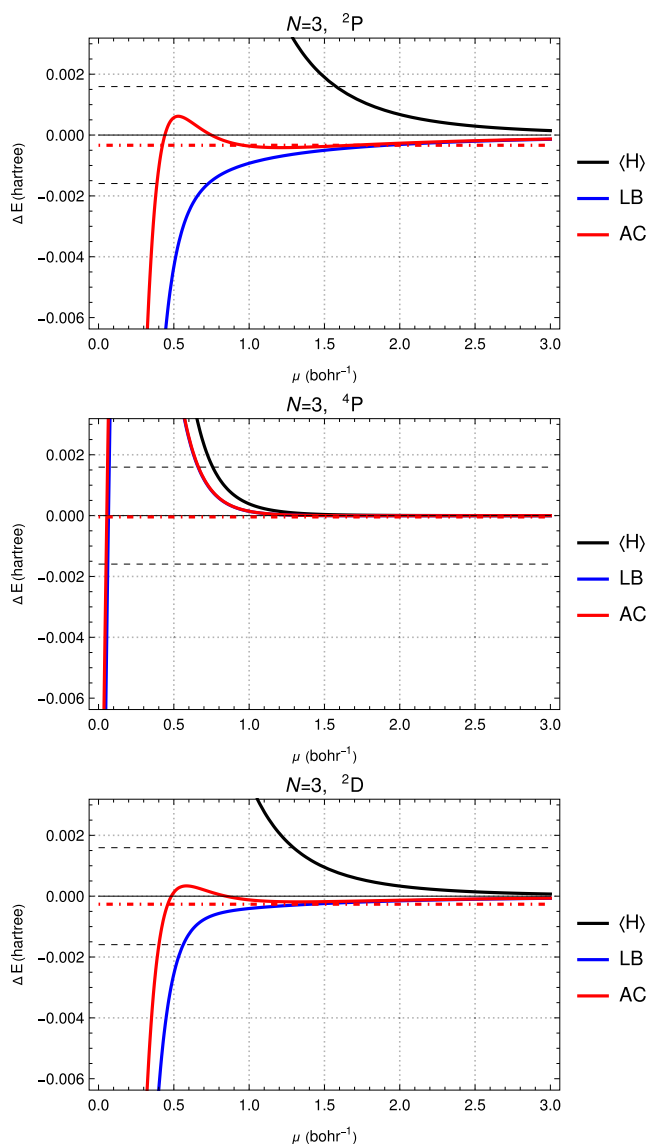 N=3, ²P
Δ E (hartree)
0.002
0.000
−0.002
−0.004
−0.006
0.0 0.5 1.0 1.5 2.0 2.5 3.0
μ (bohr⁻¹)
⟨H⟩
LB
AC
N=3, ⁴P
Δ E (hartree)
0.002
0.000
−0.002
−0.004
−0.006
0.0 0.5 1.0 1.5 2.0 2.5 3.0
μ (bohr⁻¹)
⟨H⟩
LB
AC
N=3, ²D
Δ E (hartree)
0.002
0.000
−0.002
−0.004
−0.006
0.0 0.5 1.0 1.5 2.0 2.5 3.0
μ (bohr⁻¹)
⟨H⟩
LB
AC